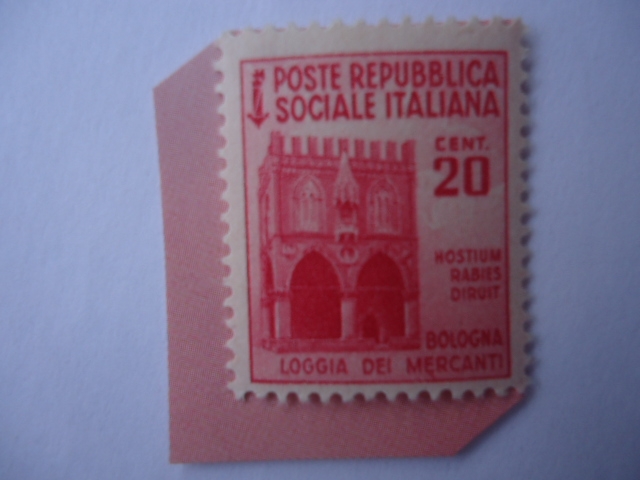 POSTE REPUBBLICA
SOCIALE ITALIANA
CENT.
20
HOSTIUM
RABIES
DIRUIT
BOLOGNA
LOGGIA DEI MERCANTI